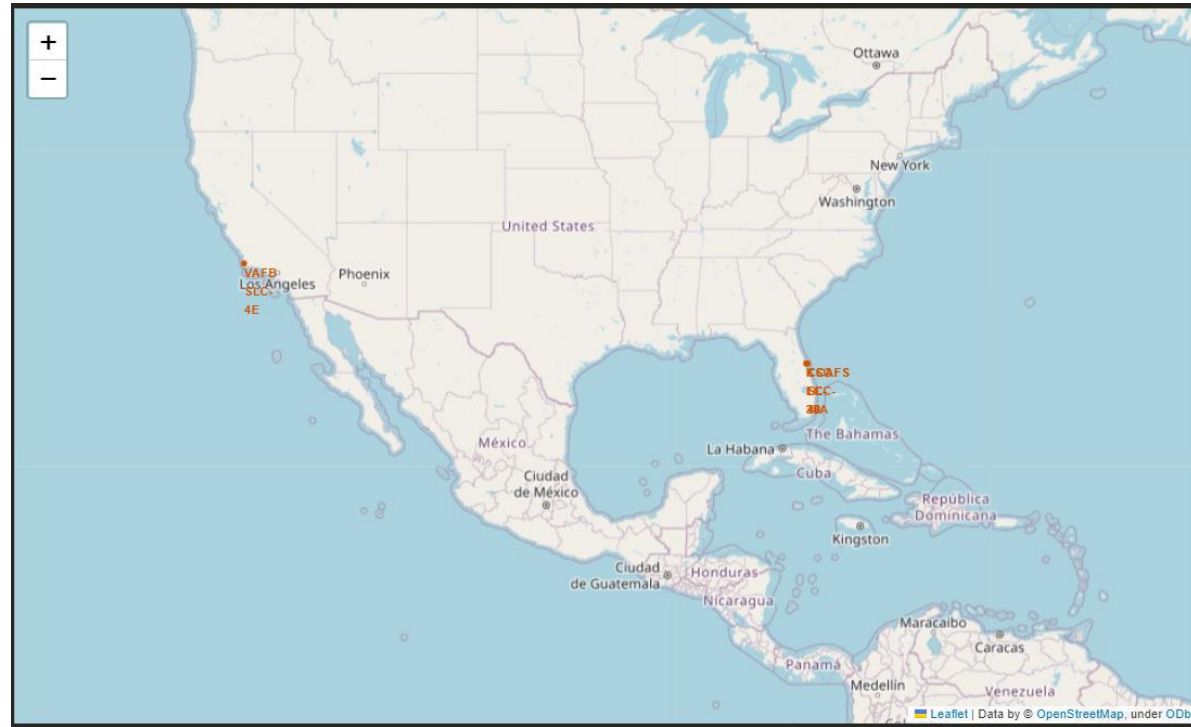 +
−
Ottawa
New York
Washington
United States
VAFB
SLC-
4E
Los Angeles
Phoenix
The Bahamas
La Habana
Cuba
México
Ciudad
de México
República
Dominicana
Kingston
Ciudad
de Guatemala
Honduras
Nicaragua
Maracaibo
Caracas
Panamá
Medellín
Venezuela
Leaflet | Data by © OpenStreetMap, under ODb